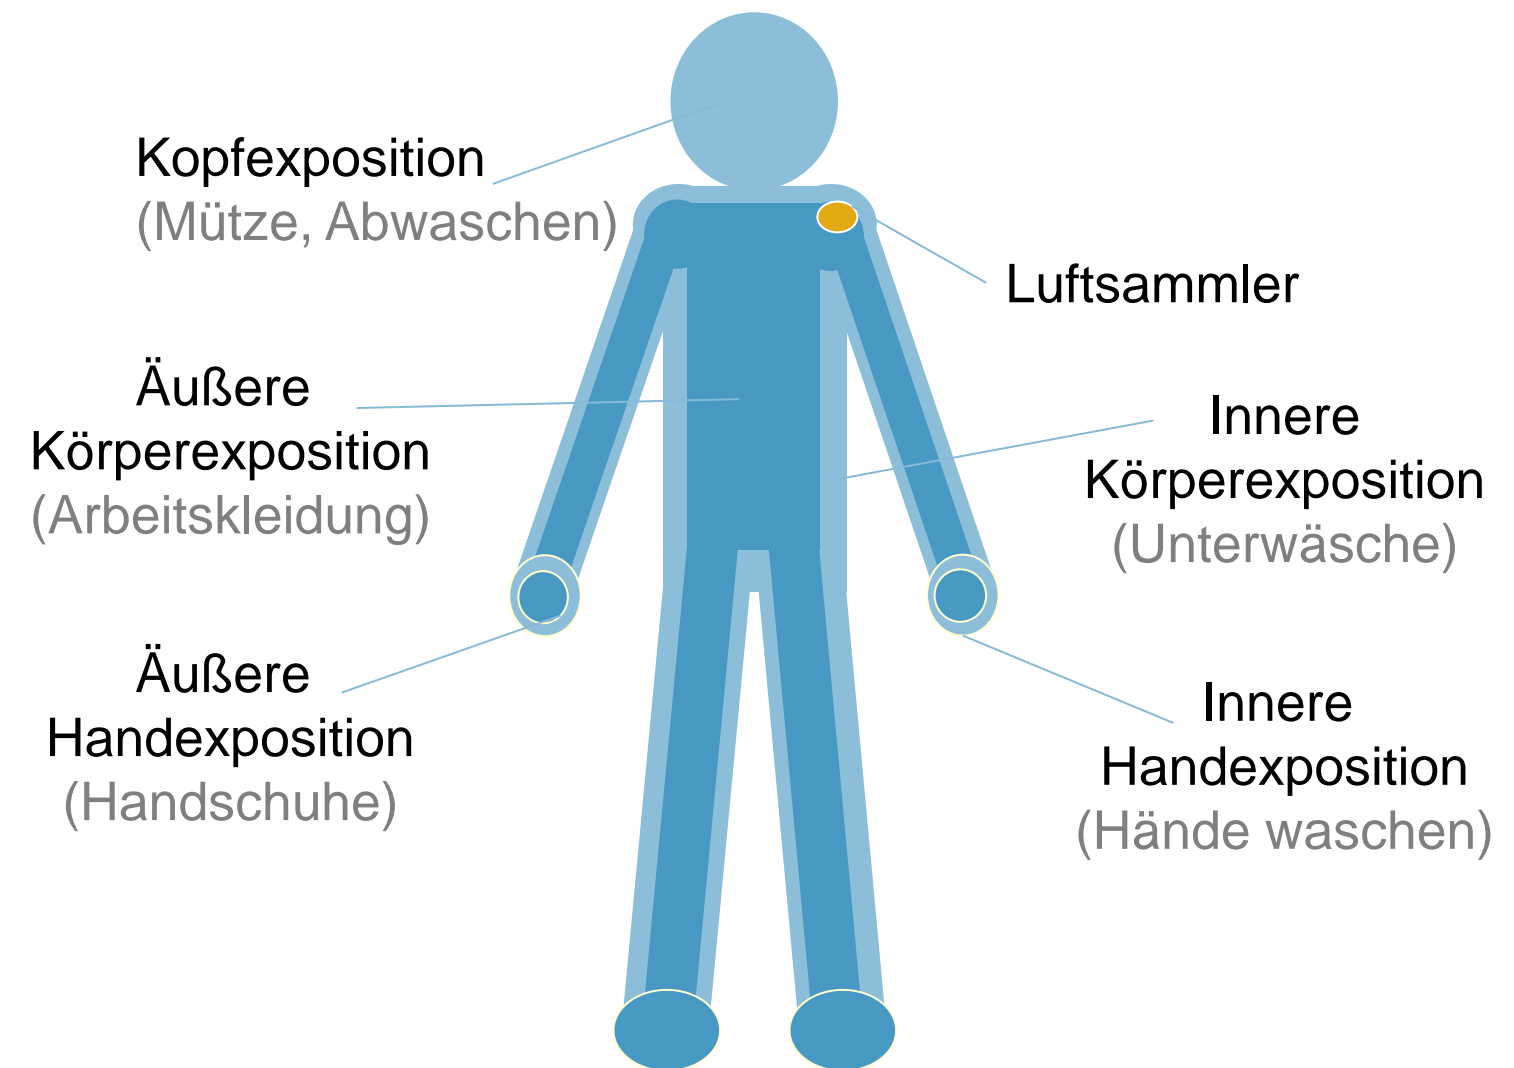 Kopfexposition
(Mütze, Abwaschen)
Luftsammler
Äußere
Körperexposition
(Arbeitskleidung)
Innere
Körperexposition
(Unterwäsche)
Äußere
Handexposition
(Handschuhe)
Innere
Handexposition
(Hände waschen)